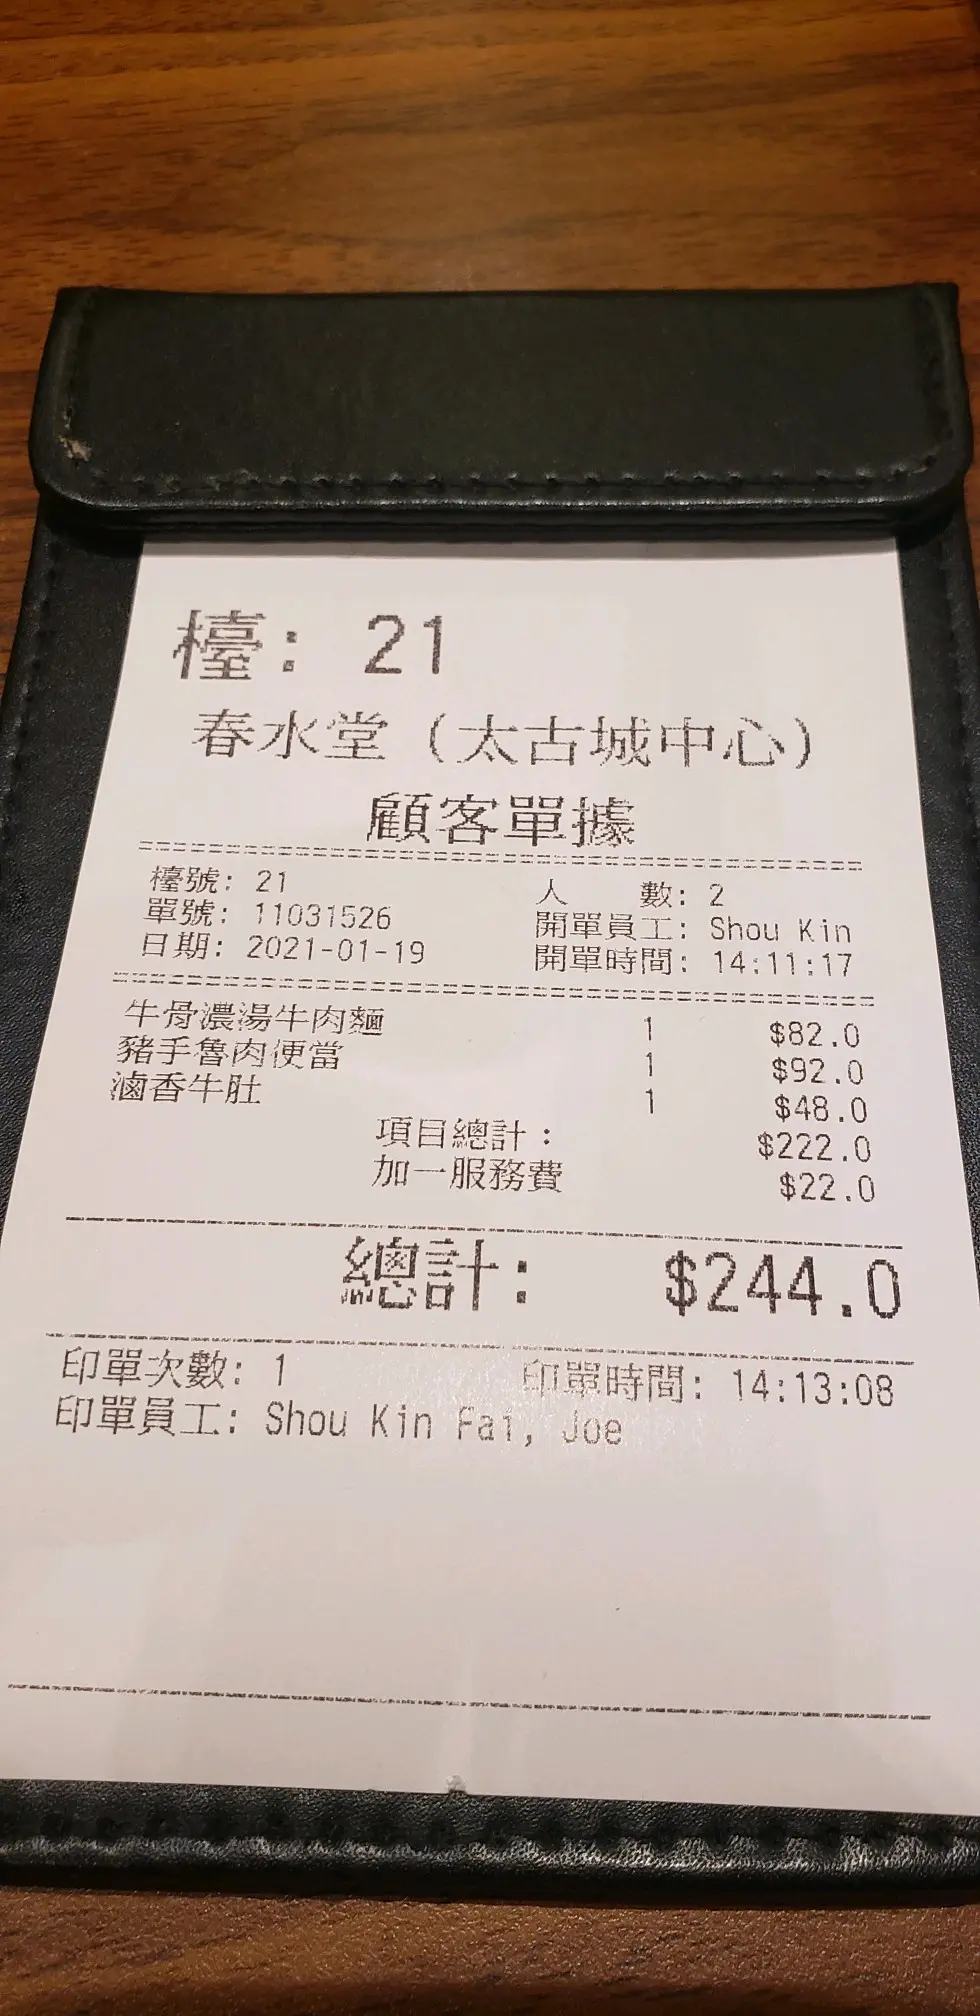 檯: 21
春水堂 (太古城中心)
顧客單據
檯號: 21 人 數: 2
單號: 11031526 開單員工: Shou Kin
日期: 2021-01-19 開單時間: 14:11:17
牛骨濃湯牛肉麵 1 $82.0
豬手魯肉便當 1 $92.0
滷香牛肚 1 $48.0
項目總計: $222.0
加一服務費 $22.0
總計: $244.0
印單次數: 1 印單時間: 14:13:08
印單員工: Shou Kin Fai, Joe